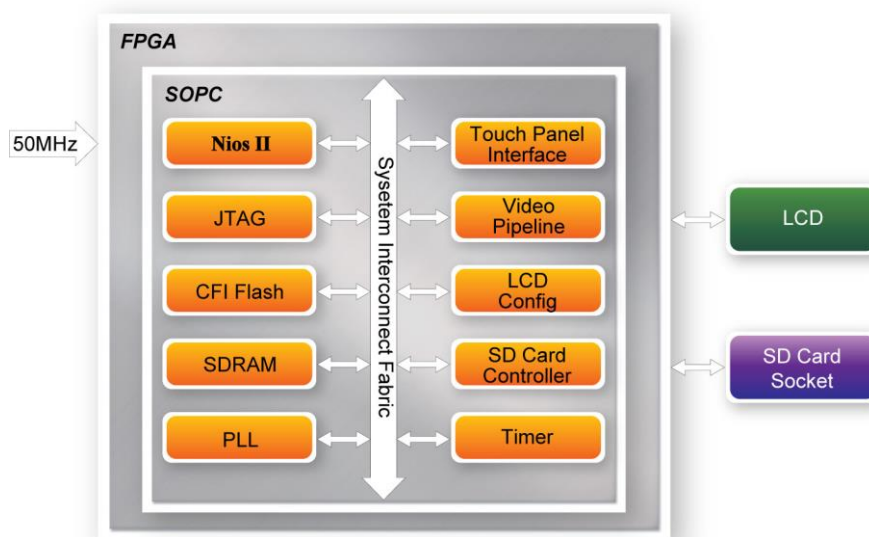 FPGA
SOPC
50MHz
Nios II
JTAG
CFI Flash
SDRAM
PLL
Sysetem Interconnect Fabric
Touch Panel
Interface
Video
Pipeline
LCD
Config
SD Card
Controller
Timer
LCD
SD Card
Socket